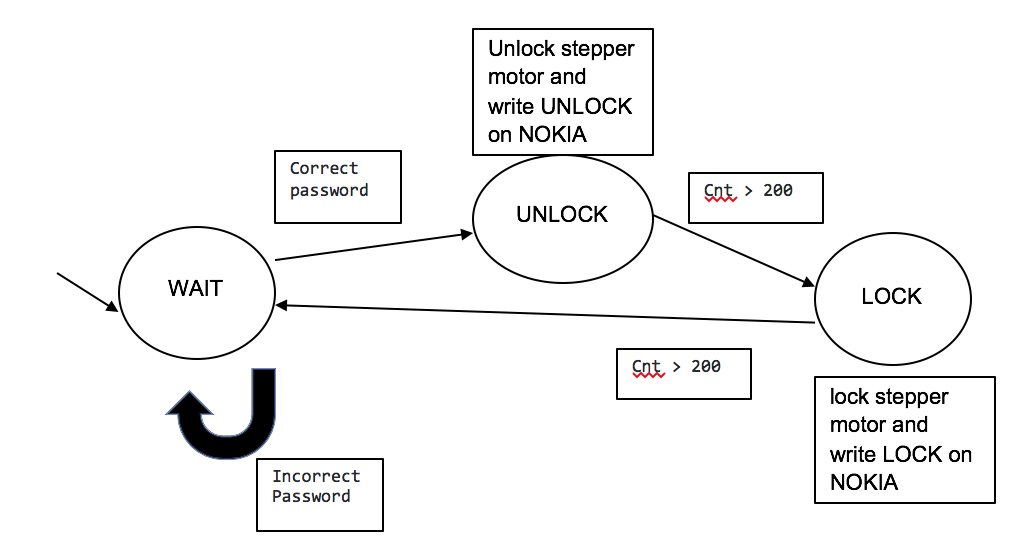 Unlock stepper
motor and
write UNLOCK
on NOKIA
Correct
password
Cnt > 200
UNLOCK
WAIT
LOCK
Cnt > 200
lock stepper
motor and
write LOCK on
NOKIA
Incorrect
Password